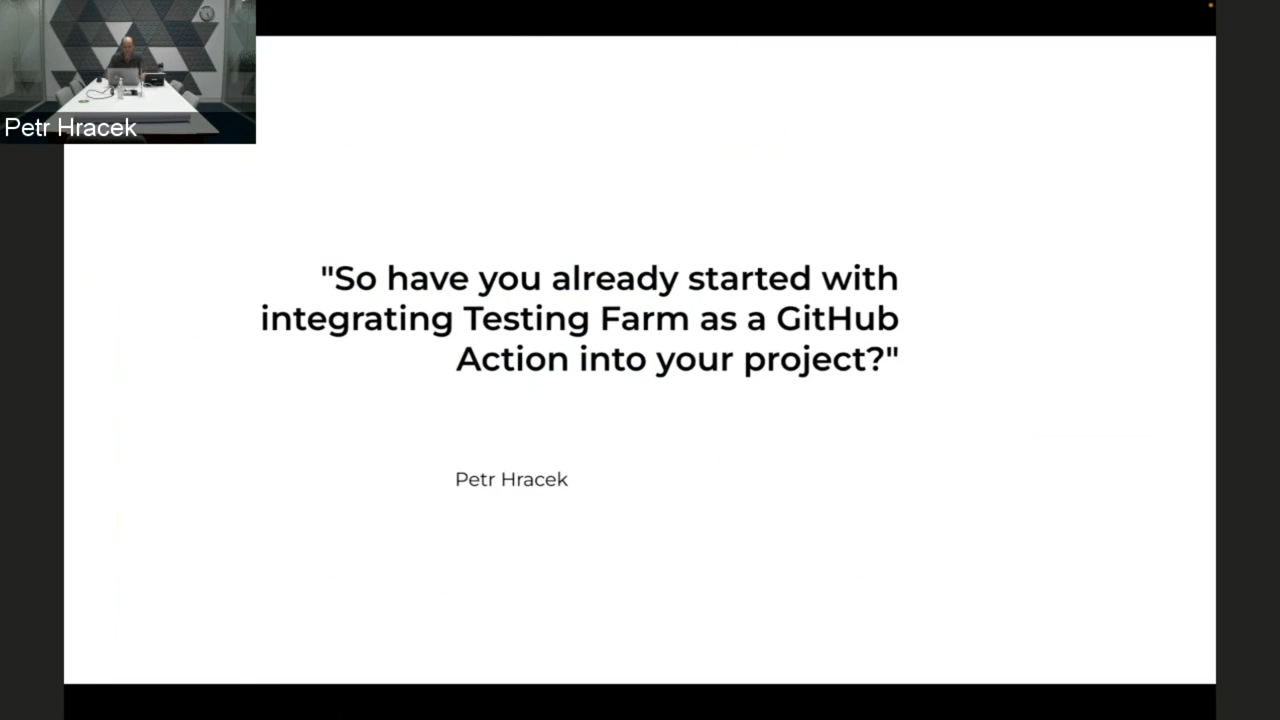 Petr Hracek
"So have you already started with
integrating Testing Farm as a GitHub
Action into your project?"
Petr Hracek